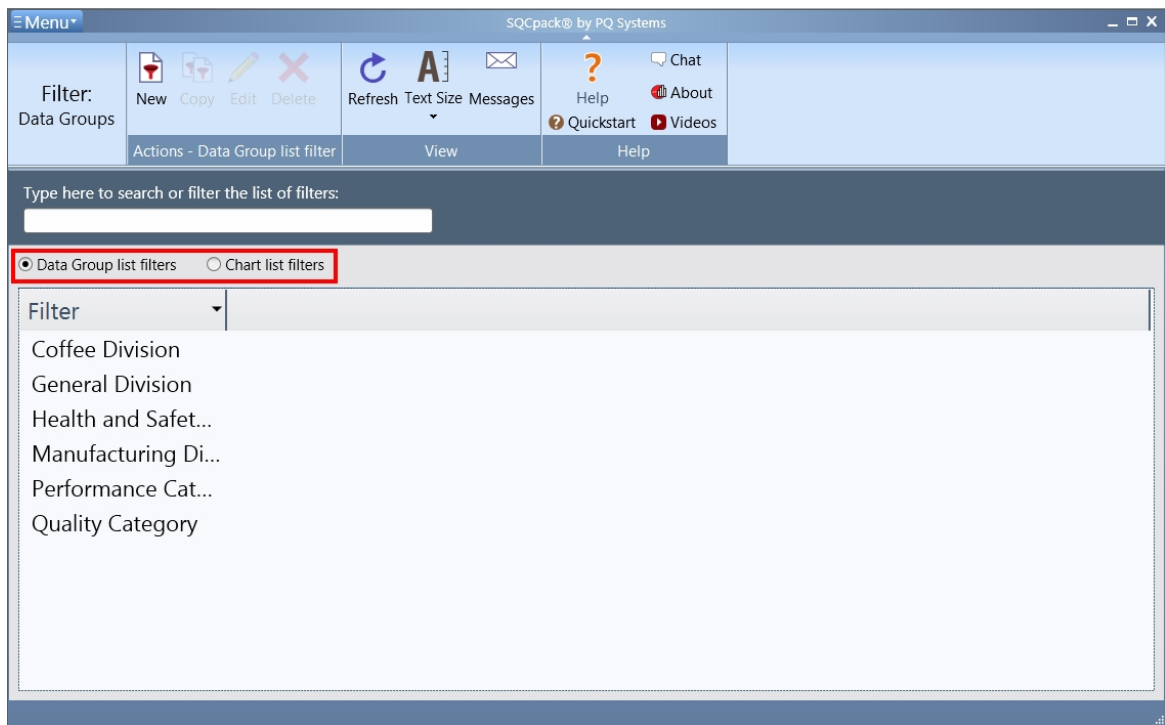 Menu
SQCpack® by PQ Systems
Filter:
Data Groups
New Copy Edit Delete
Refresh Text Size Messages
Help
Chat
About
Quickstart Videos
Actions - Data Group list filter
View
Help
Type here to search or filter the list of filters:
Data Group list filters Chart list filters
Filter
Coffee Division
General Division
Health and Safet...
Manufacturing Di...
Performance Cat...
Quality Category